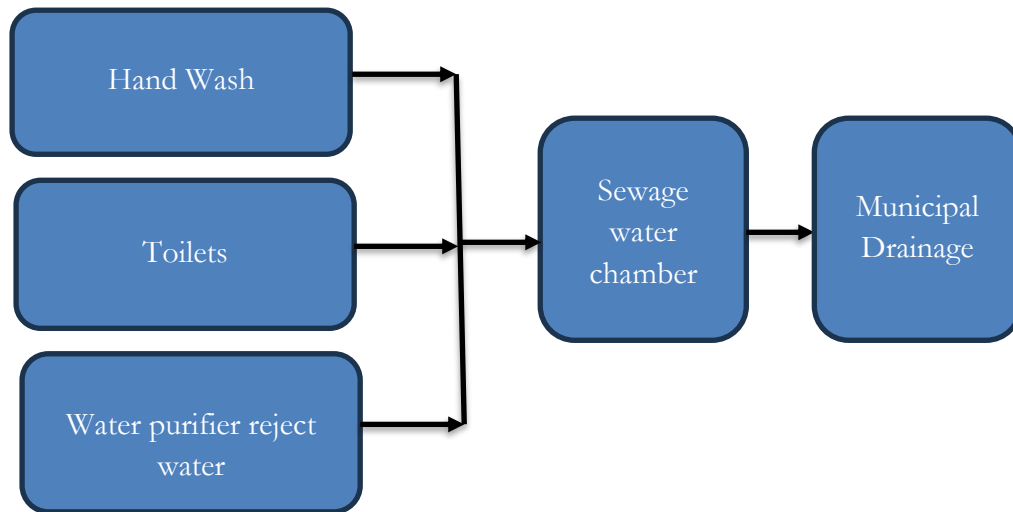 Hand Wash
Toilets
Water purifier reject
water
Sewage
water
chamber
Municipal
Drainage